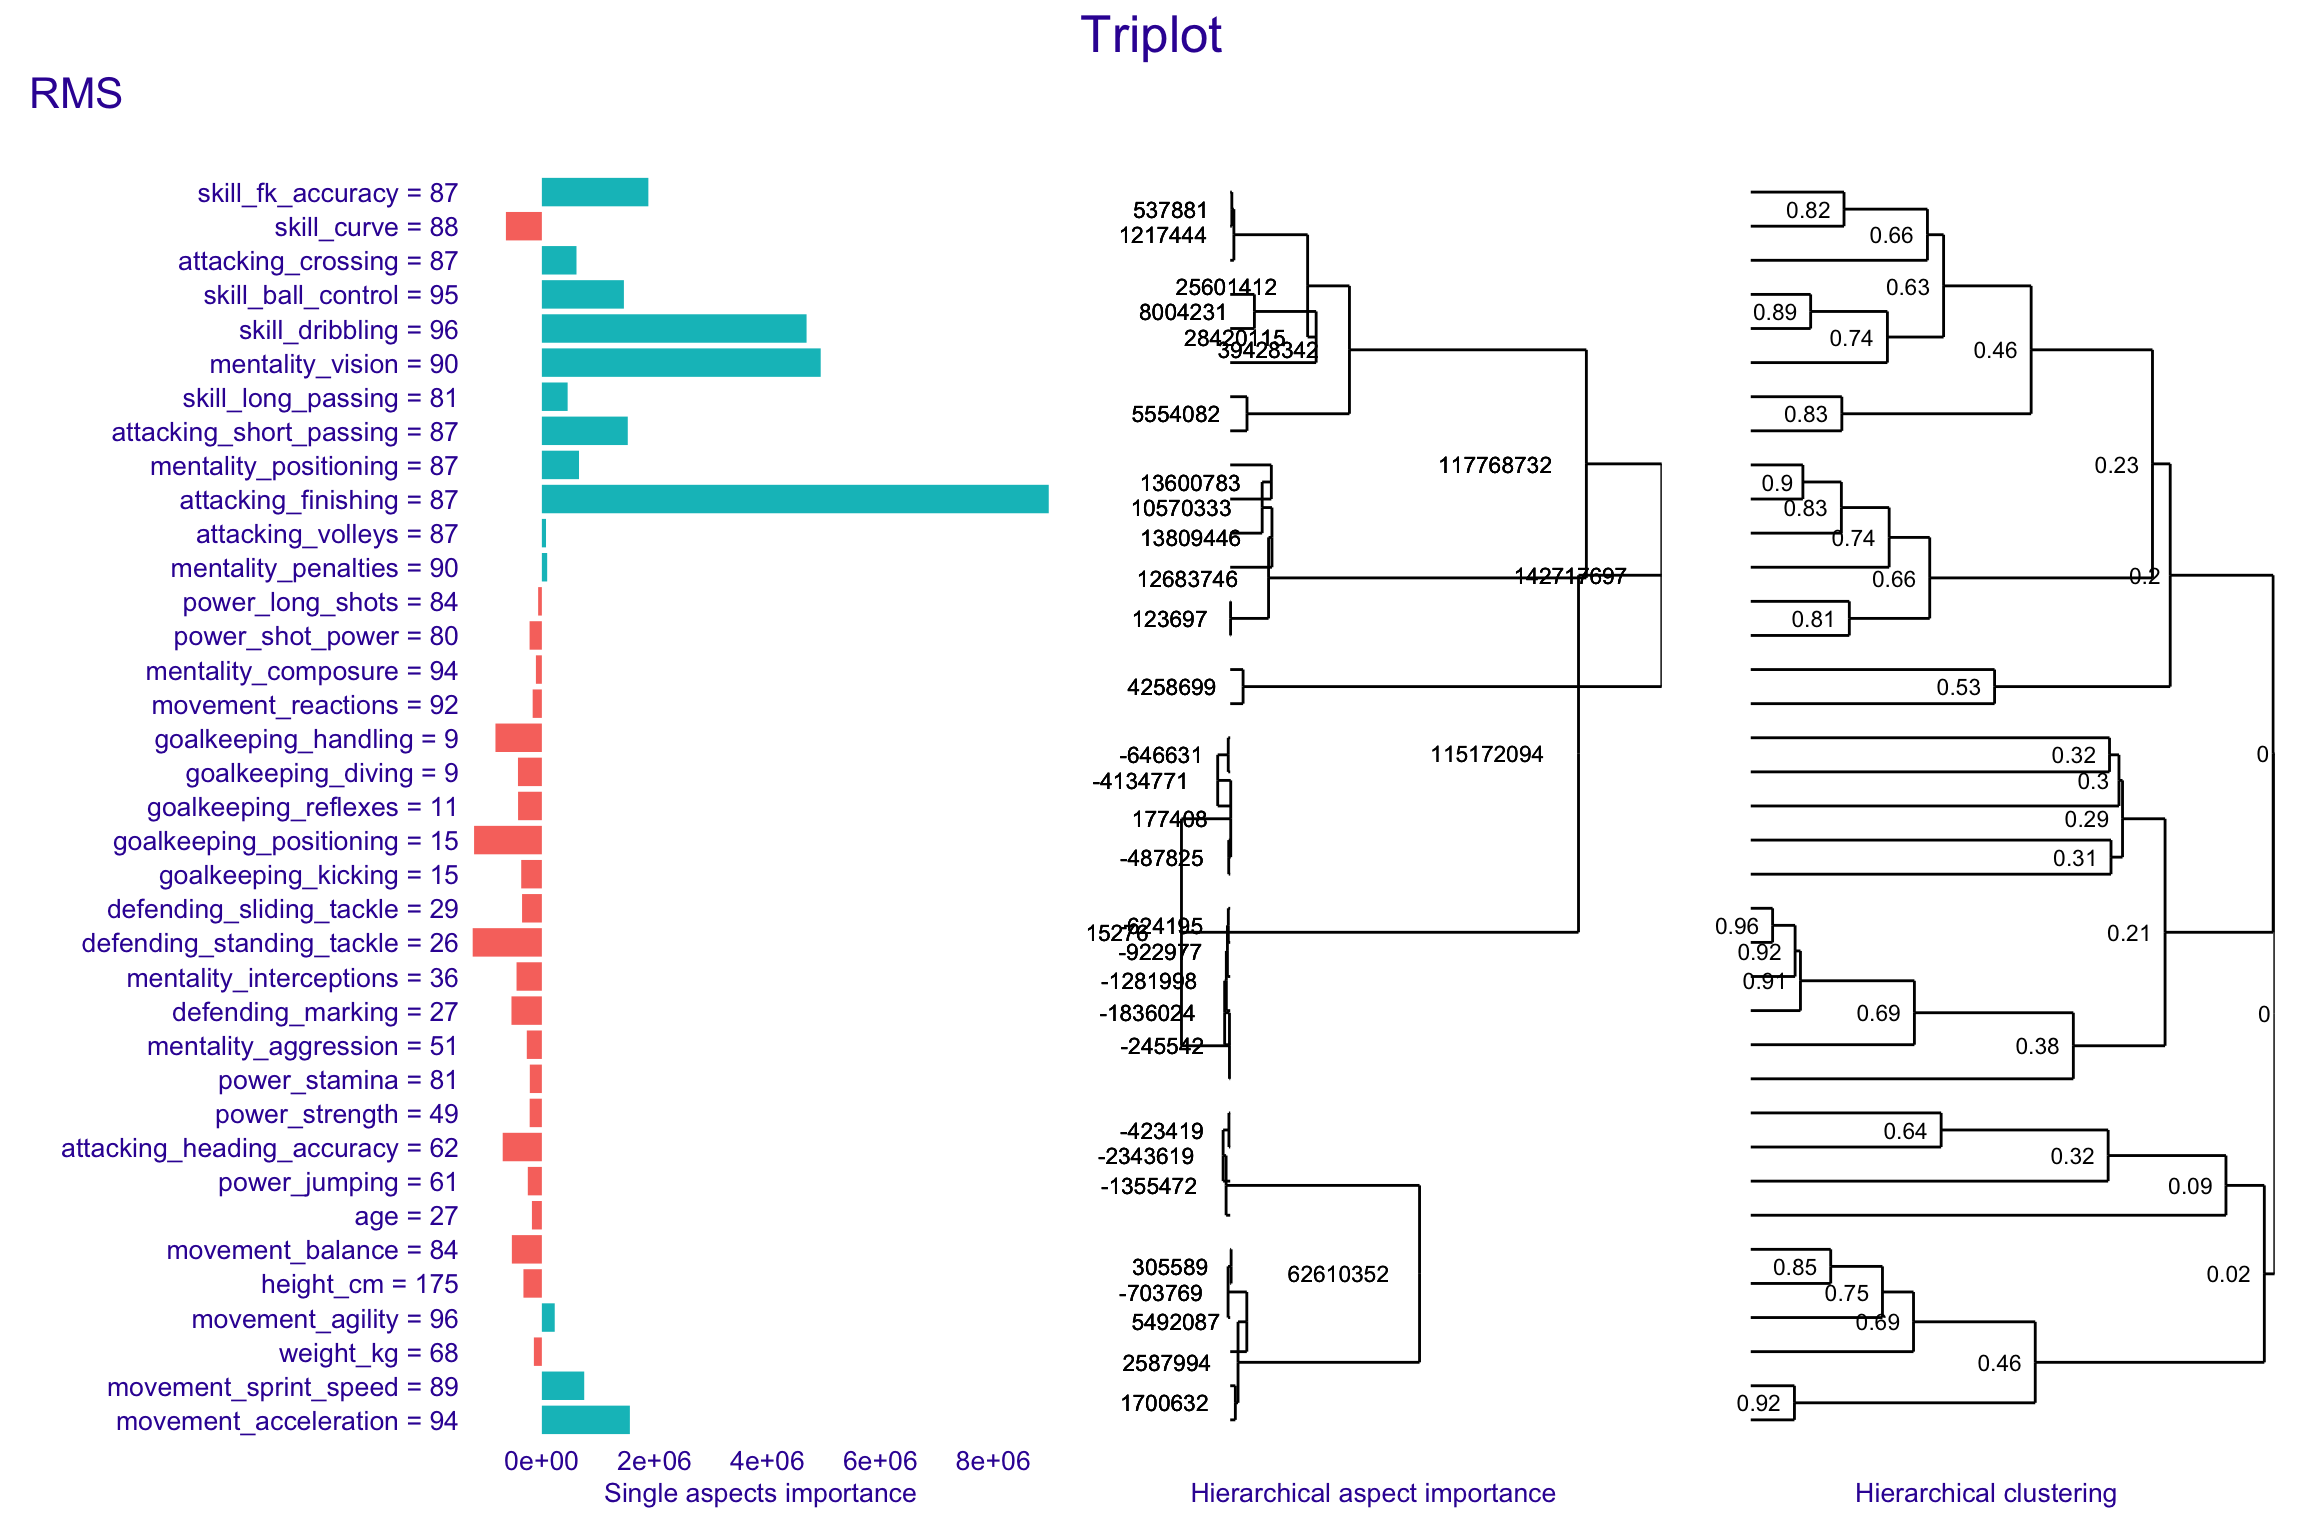 Triplot
RMS
skill_fk_accuracy = 87
skill_curve = 88
attacking_crossing = 87
skill_ball_control = 95
skill_dribbling = 96
mentality_vision = 90
skill_long_passing = 81
attacking_short_passing = 87
mentality_positioning = 87
attacking_finishing = 87
attacking_volleys = 87
mentality_penalties = 90
power_long_shots = 84
power_shot_power = 80
mentality_composure = 94
movement_reactions = 92
goalkeeping_handling = 9
goalkeeping_diving = 9
goalkeeping_reflexes = 11
goalkeeping_positioning = 15
goalkeeping_kicking = 15
defending_sliding_tackle = 29
defending_standing_tackle = 26
mentality_interceptions = 36
defending_marking = 27
mentality_aggression = 51
power_stamina = 81
power_strength = 49
attacking_heading_accuracy = 62
power_jumping = 61
age = 27
movement_balance = 84
height_cm = 175
movement_agility = 96
weight_kg = 68
movement_sprint_speed = 89
movement_acceleration = 94
0e+00 2e+06 4e+06 6e+06 8e+06
Single aspects importance
537881
1217444
25601412
8004231
28420115
39428342
5554082
117768732
13600783
10570333
13809446
12683746
142717697
123697
4258699
-646631
115172094
-4134771
177408
-487825
-624195
15276
-922977
-1281998
-1836024
-245542
-423419
-2343619
-1355472
305589
62610352
-703769
5492087
2587994
1700632
Hierarchical aspect importance
0.82
0.66
0.63
0.89
0.74
0.46
0.83
0.23
0.9
0.83
0.74
0.66
0.2
0.81
0.53
0.32
0
0.3
0.29
0.31
0.96
0.21
0.92
0.91
0.69
0
0.38
0.64
0.32
0.09
0.85
0.02
0.75
0.69
0.46
0.92
Hierarchical clustering